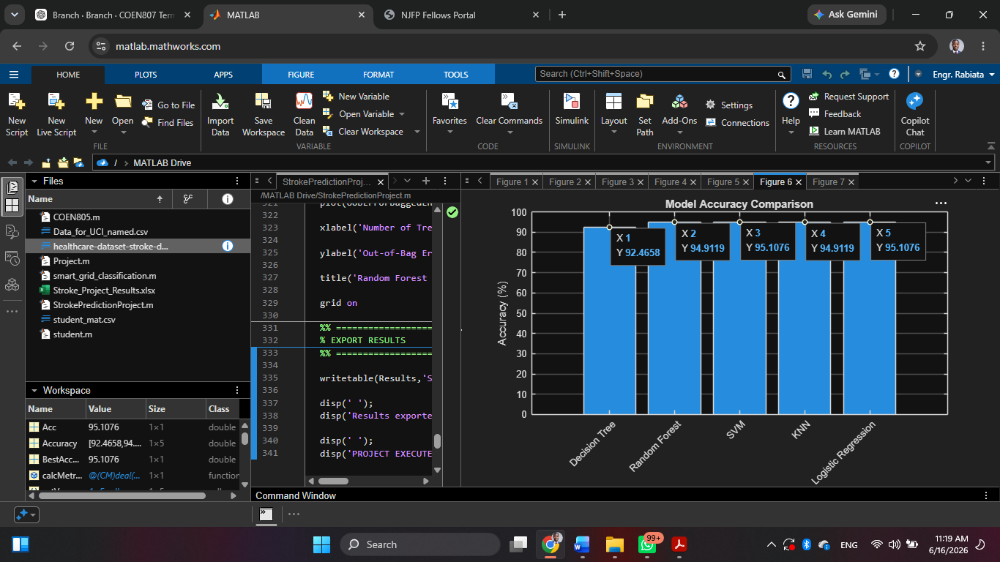 Branch · Branch · COEN807 Tern
MATLAB
NJFP Fellows Portal
Ask Gemini
matlab.mathworks.com
HOME
PLOTS
APPS
FIGURE
FORMAT
TOOLS
Search (Ctrl+Shift+Space)
Engr. Rabiata
New Script
New Live Script
New
Open
Go to File
Find Files
Import Data
Save Workspace
Clean Data
New Variable
Open Variable
Clear Workspace
Favorites
Clear Commands
Simulink
Layout
Set Path
Add-Ons
Settings
Connections
Help
Request Support
Feedback
Learn MATLAB
Copilot Chat
FILE
VARIABLE
CODE
SIMULINK
ENVIRONMENT
RESOURCES
COPILOT
/ › MATLAB Drive
Files
Name
COEN805.m
Data_for_UCI_named.csv
healthcare-dataset-stroke-d...
Project.m
smart_grid_classification.m
Stroke_Project_Results.xlsx
StrokePredictionProject.m
student_mat.csv
student.m
Workspace
Name Value Size Class
Acc 95.1076 1×1 double
Accuracy [92.4658,94.... 1×5 double
BestAcc... 95.1076 1×1 double
calcMetr... @(CM)deal(... 1×1 function
StrokePredictionProj...
/MATLAB Drive/StrokePredictionProject.m
322
323 xlabel('Number of Tre
324
325 ylabel('Out-of-Bag Er
326
327 title('Random Forest
328
329 grid on
330
331 %% ====================
332 % EXPORT RESULTS
333 %% ====================
334
335 writetable(Results,'S
336
337 disp(' ');
338 disp('Results exporte
339
340 disp(' ');
341 disp('PROJECT EXECUTE
Figure 1
Figure 2
Figure 3
Figure 4
Figure 5
Figure 6
Figure 7
Model Accuracy Comparison
Accuracy (%)
100
90
80
70
60
50
40
30
20
10
0
X 1
Y 92.4658
X 2
Y 94.9119
X 3
Y 95.1076
X 4
Y 94.9119
X 5
Y 95.1076
Decision Tree
Random Forest
SVM
KNN
Logistic Regression
Command Window
Search
99+
ENG
11:19 AM
6/16/2026